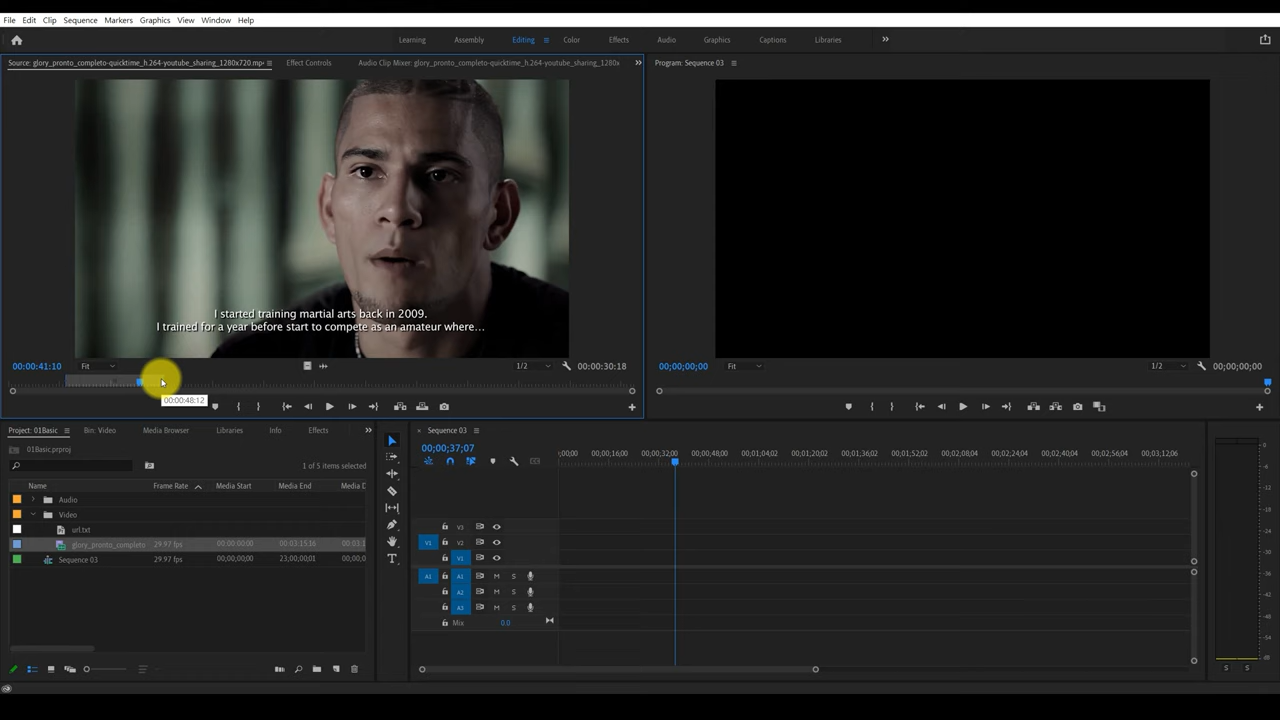 File Edit Clip Sequence Markers Graphics View Window Help
Learning Assembly Editing Color Effects Audio Graphics Captions Libraries
Source: glory_pronto_completo-quicktime_h.264-youtube_sharing_1280x720.mp4 Effect Controls Audio Clip Mixer: glory_pronto_completo-quicktime_h.264-youtube_sharing_1280x
Program: Sequence 03
I started training martial arts back in 2009.
I trained for a year before start to compete as an amateur where…
00:00:41:10 Fit 1/2 00:00:30:18
00;00;00;00 Fit 1/2 00;00;00;00
00:00:48:12
Project: 01Basic Bin: Video Media Browser Libraries Info Effects
01Basic.prproj
1 of 5 items selected
Name Frame Rate Media Start Media End Media D
Audio
Video
url.txt
glory_pronto_completo 29.97 fps 00:00:00:00 00:03:15:16 00:03:1
Sequence 03 29.97 fps 00;00;00;00 23;00;00;01
Sequence 03
00;00;37;07
;00;00 00;00;16;00 00;00;32;00 00;00;48;00 00;01;04;02 00;01;20;02 00;01;36;02 00;01;52;02 00;02;08;04 00;02;24;04 00;02;40;04 00;02;56;04 00;03;12;06
V3
V1 V2
V1
A1 A1 M S
A2 M S
A3 M S
Mix 0.0
0
S S